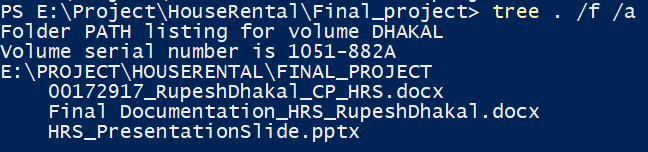 PS E:\Project\HouseRental\Final_project> tree . /f /a
Folder PATH listing for volume DHAKAL
Volume serial number is 1051-882A
E:\PROJECT\HOUSERENTAL\FINAL_PROJECT
    00172917_RupeshDhakal_CP_HRS.docx
    Final Documentation_HRS_RupeshDhakal.docx
    HRS_PresentationSlide.pptx